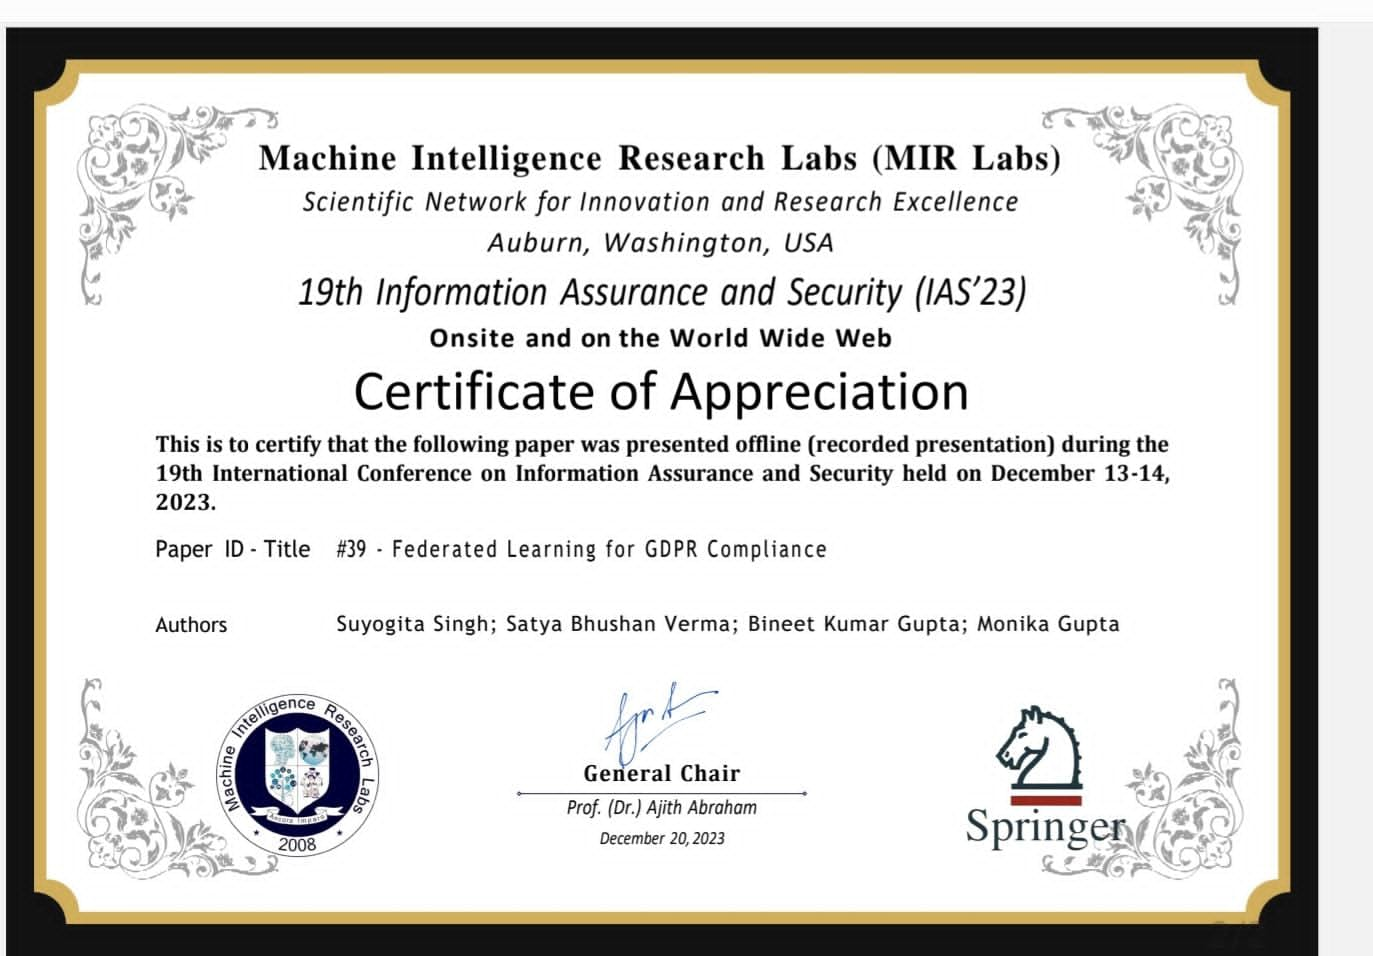 Machine Intelligence Research Labs (MIR Labs)
Scientific Network for Innovation and Research Excellence
Auburn, Washington, USA
19th Information Assurance and Security (IAS’23)
Onsite and on the World Wide Web
Certificate of Appreciation
This is to certify that the following paper was presented offline (recorded presentation) during the
19th International Conference on Information Assurance and Security held on December 13-14,
2023.
Paper ID - Title #39 - Federated Learning for GDPR Compliance
Authors Suyogita Singh; Satya Bhushan Verma; Bineet Kumar Gupta; Monika Gupta
Machine Intelligence Research Labs
Ancora Imparo
2008
General Chair
Prof. (Dr.) Ajith Abraham
December 20, 2023
Springer